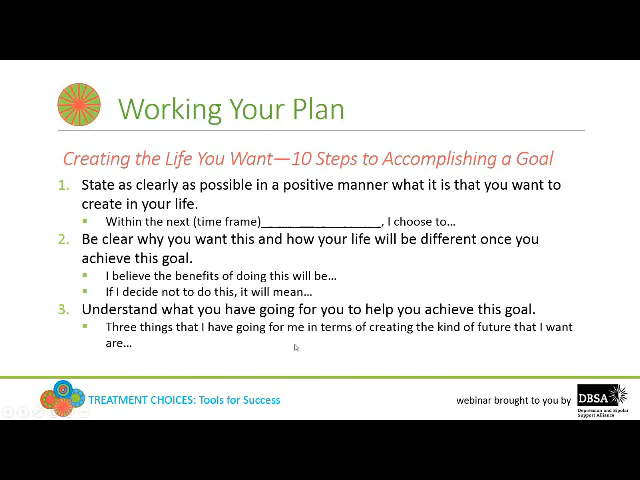 Working Your Plan
Creating the Life You Want—10 Steps to Accomplishing a Goal
1. State as clearly as possible in a positive manner what it is that you want to
create in your life.
▪ Within the next (time frame)___________________, I choose to…
2. Be clear why you want this and how your life will be different once you
achieve this goal.
▪ I believe the benefits of doing this will be…
▪ If I decide not to do this, it will mean…
3. Understand what you have going for you to help you achieve this goal.
▪ Three things that I have going for me in terms of creating the kind of future that I want
are…
TREATMENT CHOICES: Tools for Success
webinar brought to you by
DBSA
Depression and Bipolar
Support Alliance